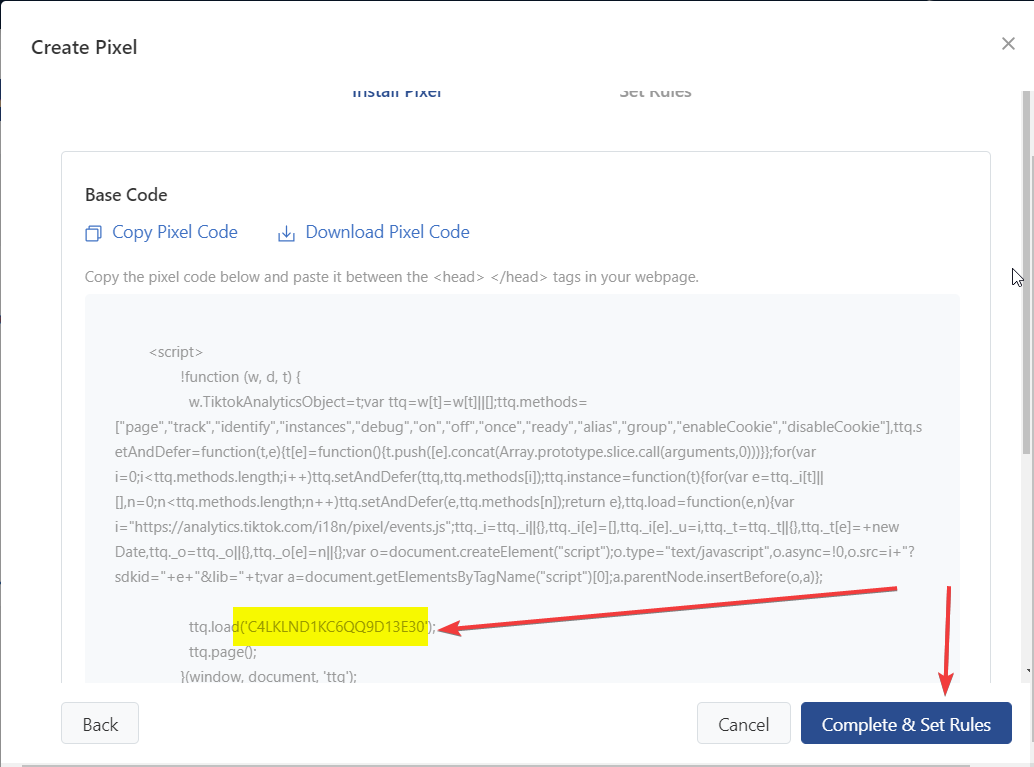 Create Pixel
Install Pixel
Set Rules
Base Code
Copy Pixel Code
Download Pixel Code
Copy the pixel code below and paste it between the <head> </head> tags in your webpage.
<script>
!function (w, d, t) {
w.TiktokAnalyticsObject=t;var ttq=w[t]=w[t]||[];ttq.methods=
["page","track","identify","instances","debug","on","off","once","ready","alias","group","enableCookie","disableCookie"],ttq.s
etAndDefer=function(t,e){t[e]=function(){t.push([e].concat(Array.prototype.slice.call(arguments,0)))}};for(var
i=0;i<ttq.methods.length;i++)ttq.setAndDefer(ttq,ttq.methods[i]);ttq.instance=function(t){for(var e=ttq._i[t]||
[],n=0;n<ttq.methods.length;n++)ttq.setAndDefer(e,ttq.methods[n]);return e},ttq.load=function(e,n){var
i="https://analytics.tiktok.com/i18n/pixel/events.js";ttq._i=ttq._i||{},ttq._i[e]=[],ttq._i[e]._u=i,ttq._t=ttq._t||{},ttq._t[e]=+new
Date,ttq._o=ttq._o||{},ttq._o[e]=n||{};var o=document.createElement("script");o.type="text/javascript",o.async=!0,o.src=i+"?
sdkid="+e+"&lib="+t;var a=document.getElementsByTagName("script")[0];a.parentNode.insertBefore(o,a)};
ttq.load('C4LKLND1KC6QQ9D13E30');
ttq.page();
}(window, document, 'ttq');
Back
Cancel
Complete & Set Rules